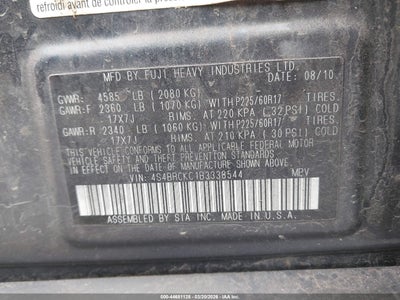 refroidi avant de contrôler
MFD. BY FUJI HEAVY INDUSTRIES LTD.
DATE: 08/10
GVWR: 4585 LB ( 2080 KG)
GAWR:F 2360 LB ( 1070 KG) WITH P225/60R17 TIRES,
17X7J RIMS, AT 220 KPA ( 32 PSI) COLD
GAWR:R 2340 LB ( 1060 KG) WITH P225/60R17 TIRES,
17X7J RIMS, AT 210 KPA ( 30 PSI) COLD
THIS VEHICLE CONFORMS TO ALL APPLICABLE
FEDERAL MOTOR VEHICLE SAFETY, BUMPER, AND
THEFT PREVENTION STANDARDS IN EFFECT ON THE
DATE OF MANUFACTURE SHOWN ABOVE.
VIN: 4S4BRCKC1B3338544 MPV
ASSEMBLED BY SIA INC. MADE IN U.S.A.
000-44691128 - 03/20/2026 -